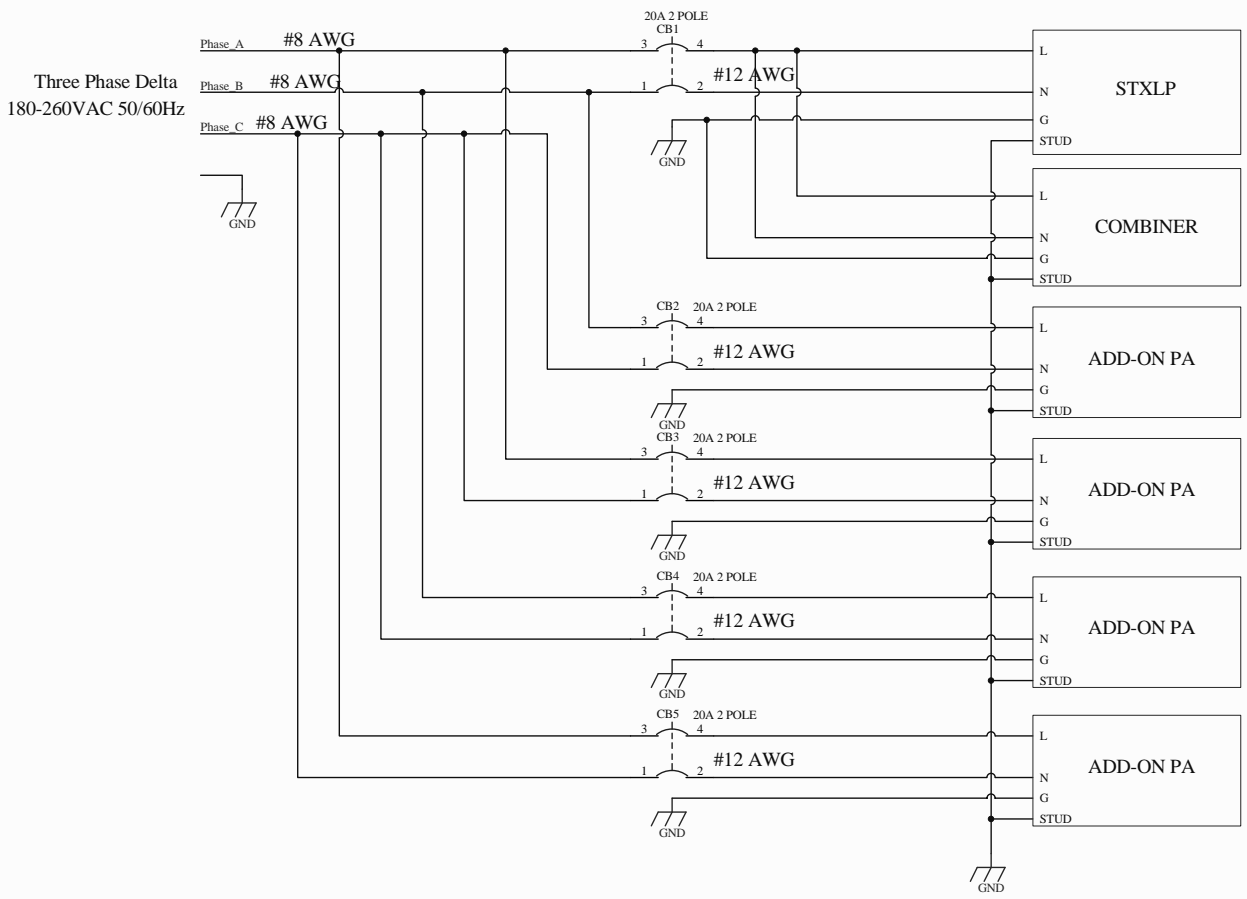 20A 2 POLE
CB1
Phase_A #8 AWG 3 4 L
Three Phase Delta
180-260VAC 50/60Hz
Phase_B #8 AWG 1 2 #12 AWG N STXLP
Phase_C #8 AWG G
GND STUD
GND
L
COMBINER
N
G
STUD
CB2 20A 2 POLE
3 4 L
1 2 #12 AWG N ADD-ON PA
G
GND STUD
CB3 20A 2 POLE
3 4 L
1 2 #12 AWG N ADD-ON PA
G
GND STUD
CB4 20A 2 POLE
3 4 L
1 2 #12 AWG N ADD-ON PA
G
GND STUD
CB5 20A 2 POLE
3 4 L
1 2 #12 AWG N ADD-ON PA
G
GND STUD
GND